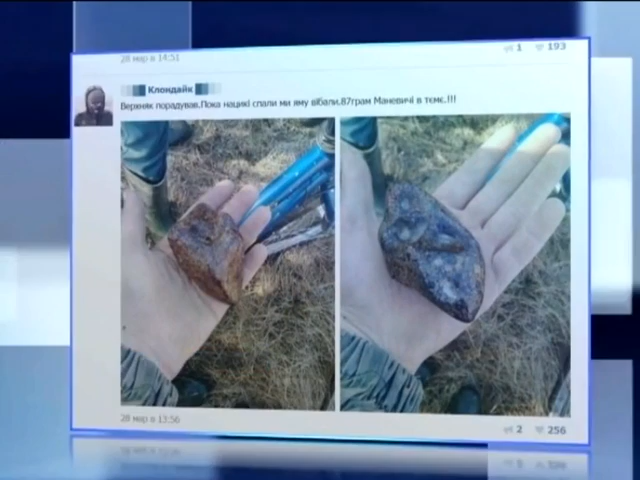 28 мар в 14:51
1 193
Клондайк
Верхняк порадував.Пока нацикі спали ми яму вїбали.87грам Маневичі в темє.!!!
28 мар в 13:56
2 256